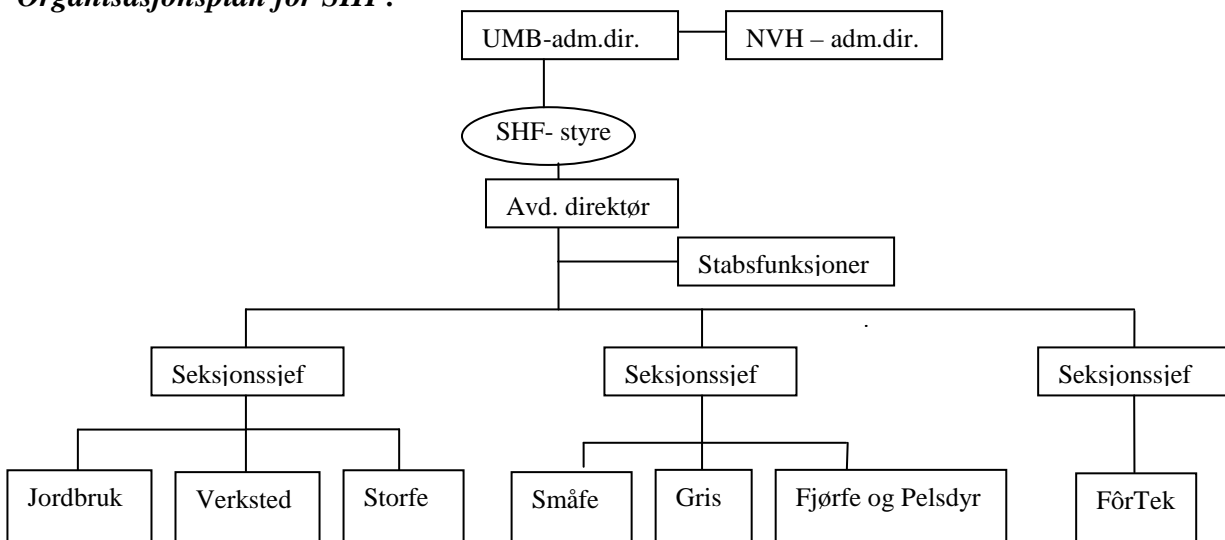 Organisasjonsplan for SHF:
UMB-adm.dir. NVH – adm.dir.
SHF- styre
Avd. direktør
Stabsfunksjoner
Seksjonssjef Seksjonssjef Seksjonssjef
Jordbruk Verksted Storfe Småfe Gris Fjørfe og Pelsdyr FôrTek